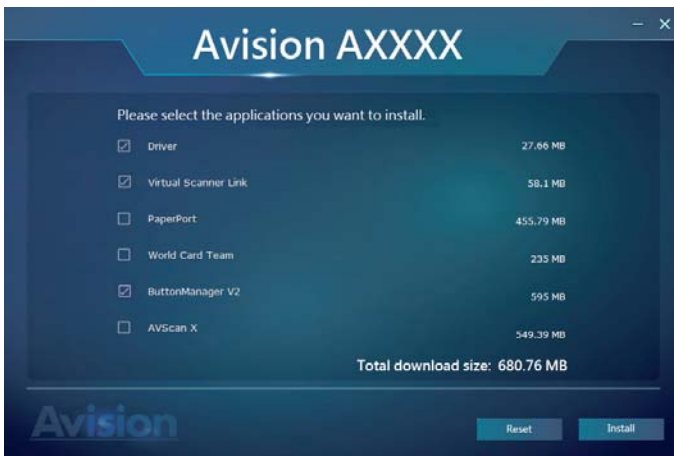 Avision AXXXX
Please select the applications you want to install.
Driver 27.66 MB
Virtual Scanner Link 58.1 MB
PaperPort 455.79 MB
World Card Team 235 MB
ButtonManager V2 595 MB
AVScan X 549.39 MB
Total download size: 680.76 MB
Avision
Reset Install